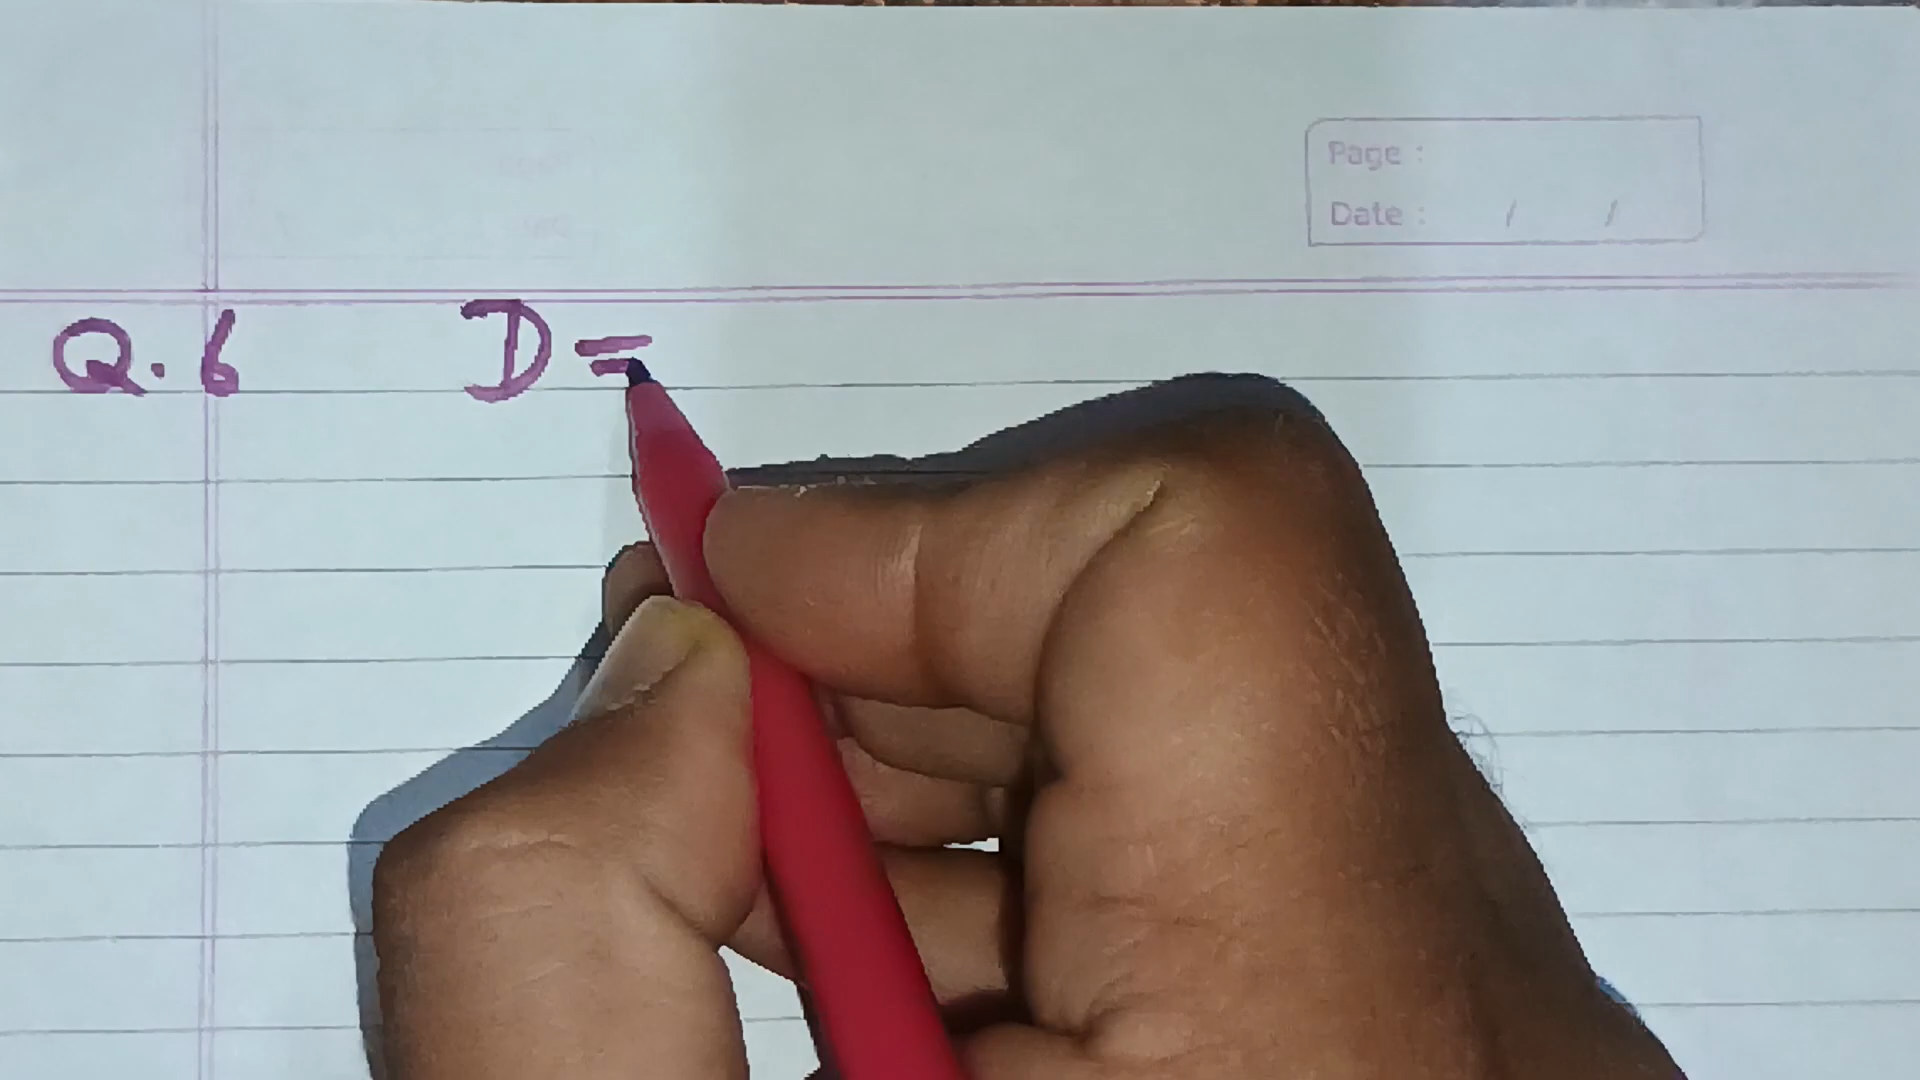 Page :
Date : / /
Q. 6 D =